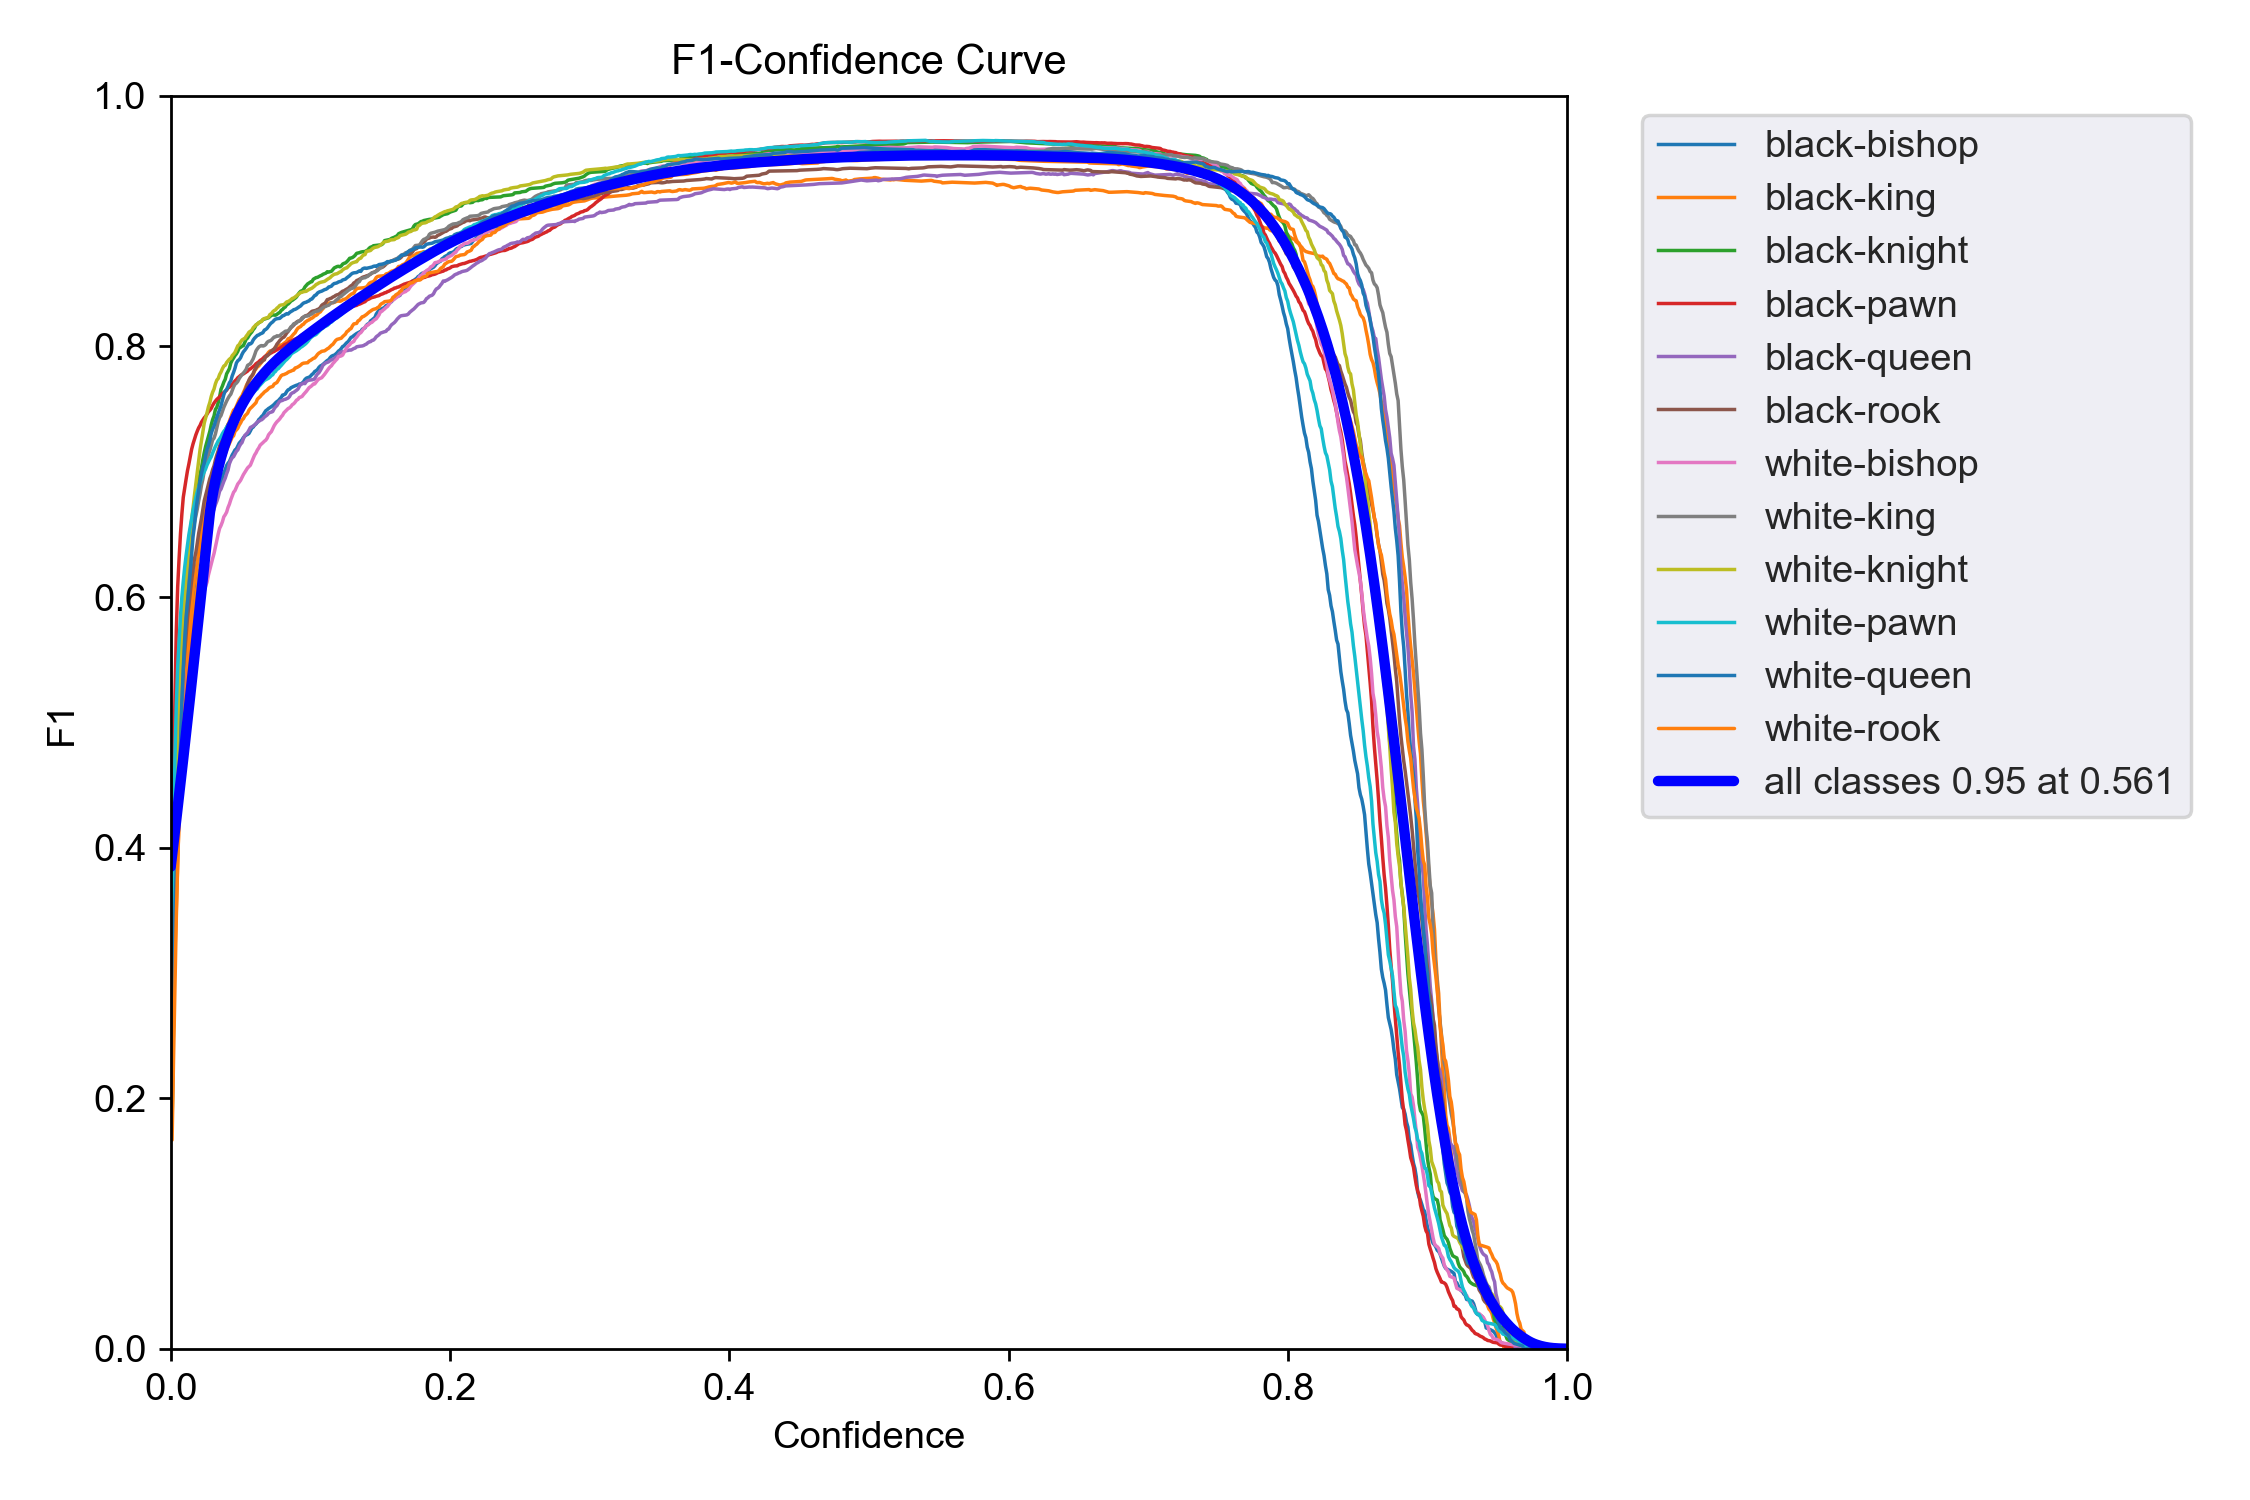 F1-Confidence Curve
1.0
0.8
0.6
0.4
0.2
0.0
F1
0.0 0.2 0.4 0.6 0.8 1.0
Confidence
black-bishop
black-king
black-knight
black-pawn
black-queen
black-rook
white-bishop
white-king
white-knight
white-pawn
white-queen
white-rook
all classes 0.95 at 0.561